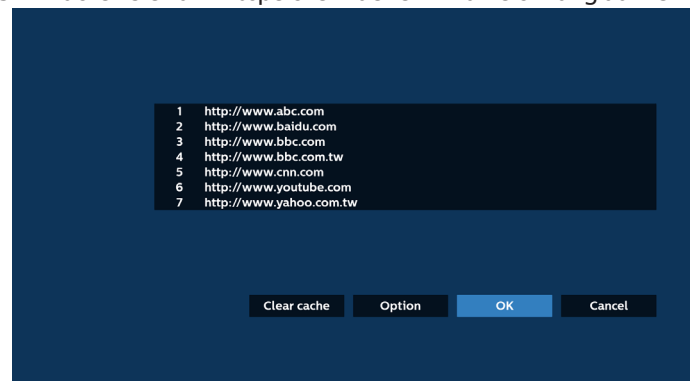 1 http://www.abc.com
2 http://www.baidu.com
3 http://www.bbc.com
4 http://www.bbc.com.tw
5 http://www.cnn.com
6 http://www.youtube.com
7 http://www.yahoo.com.tw
Clear cache Option OK Cancel